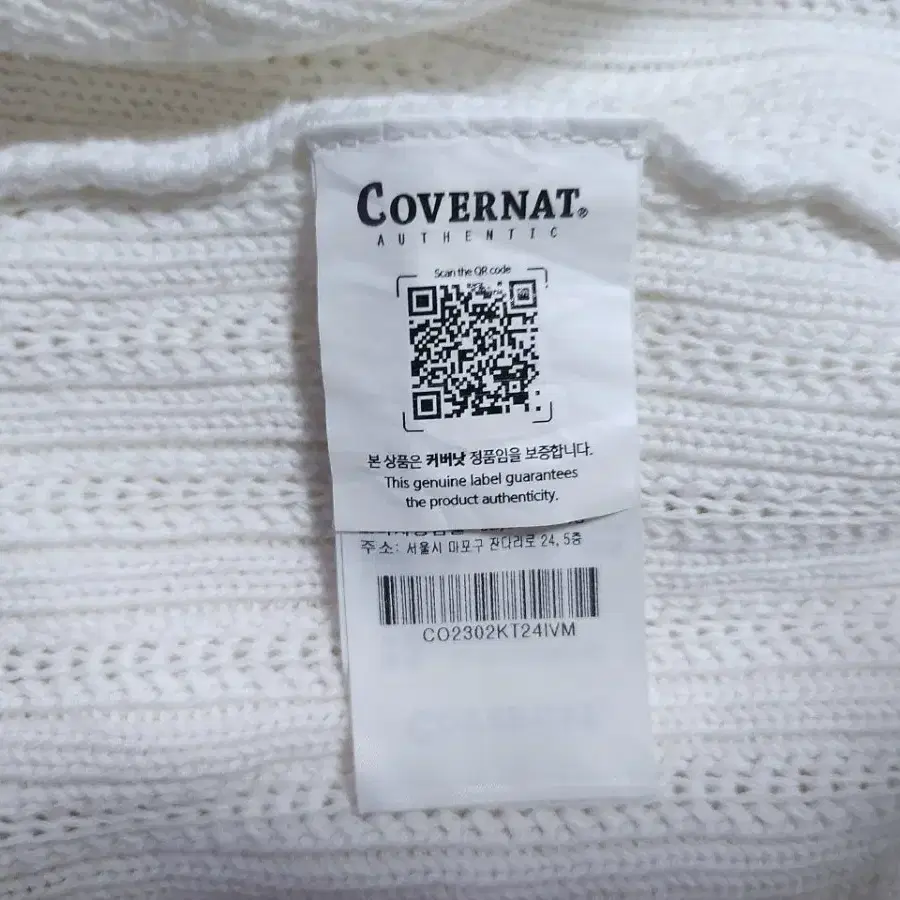 COVERNAT®
AUTHENTIC
Scan the QR code
본 상품은 커버낫 정품임을 보증합니다.
This genuine label guarantees
the product authenticity.
주소: 서울시 마포구 잔다리로 24, 5층
CO2302KT24IVM